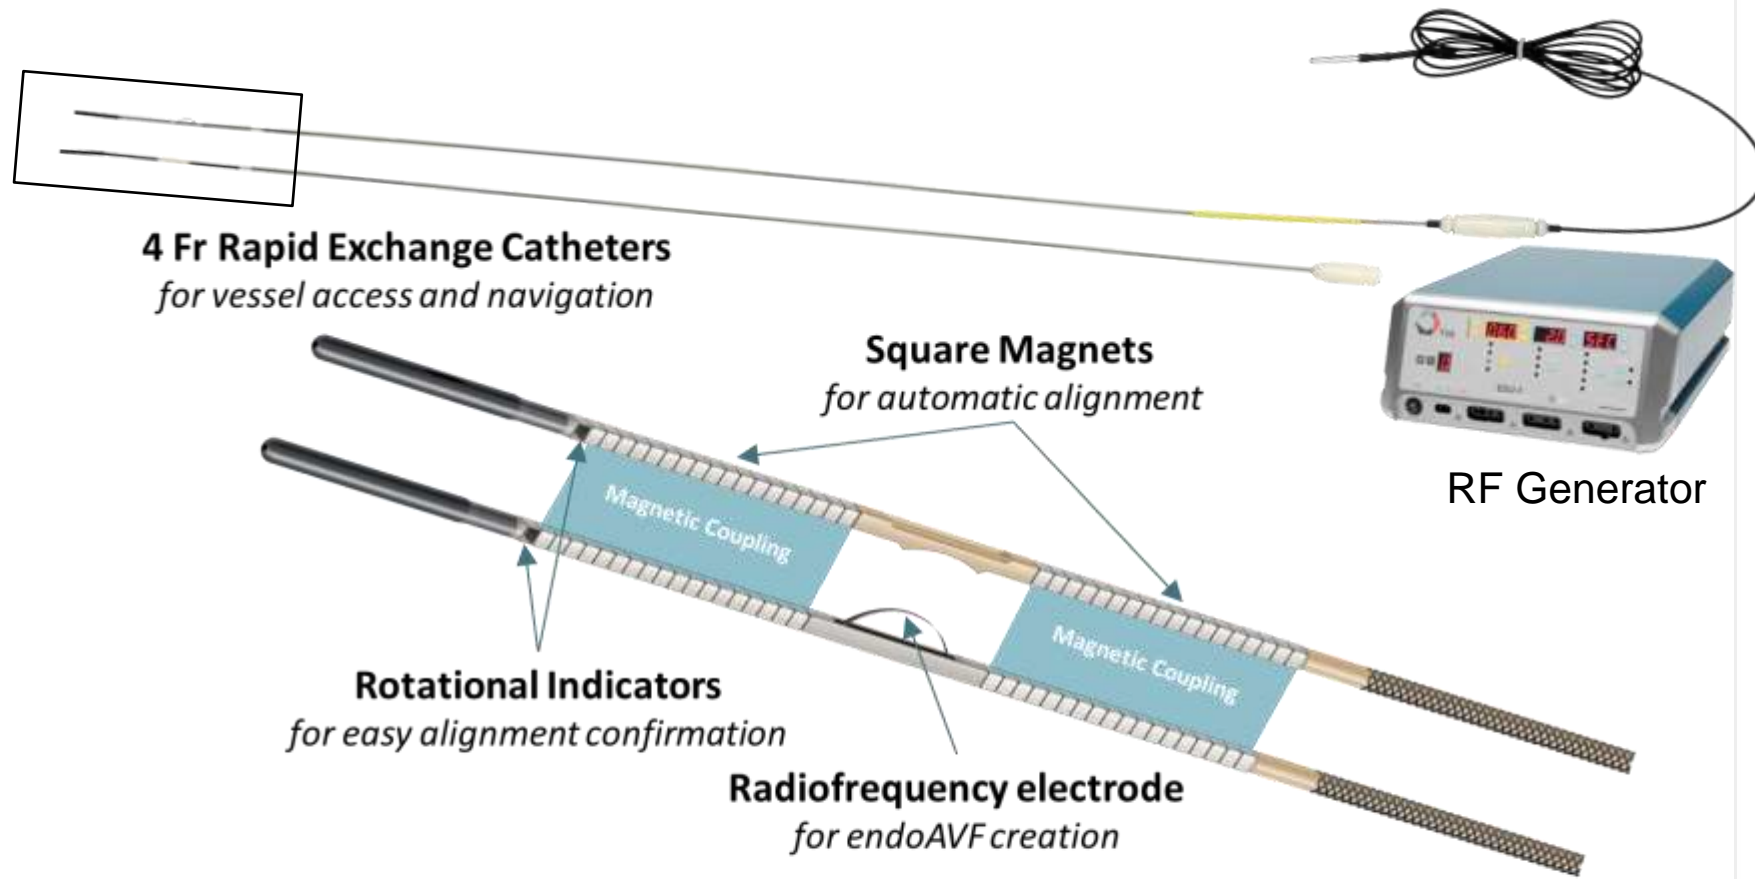 4 Fr Rapid Exchange Catheters
for vessel access and navigation
Square Magnets
for automatic alignment
SEC
RF Generator
Magnetic Coupling
Magnetic Coupling
Rotational Indicators
for easy alignment confirmation
Radiofrequency electrode
for endoAVF creation